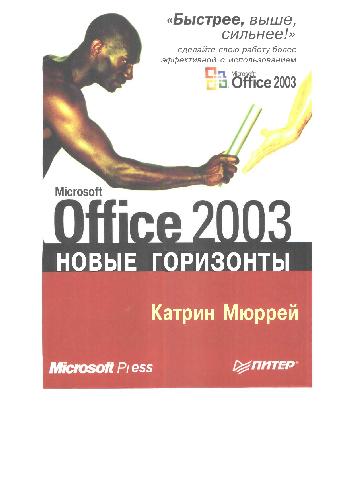 «Быстрее, выше,
сильнее!»
сделайте свою работу более
эффективной с использованием
Microsoft
Office 2003
Microsoft
Office 2003
НОВЫЕ ГОРИЗОНТЫ
Катрин Мюррей
Microsoft Press
ПИТЕР